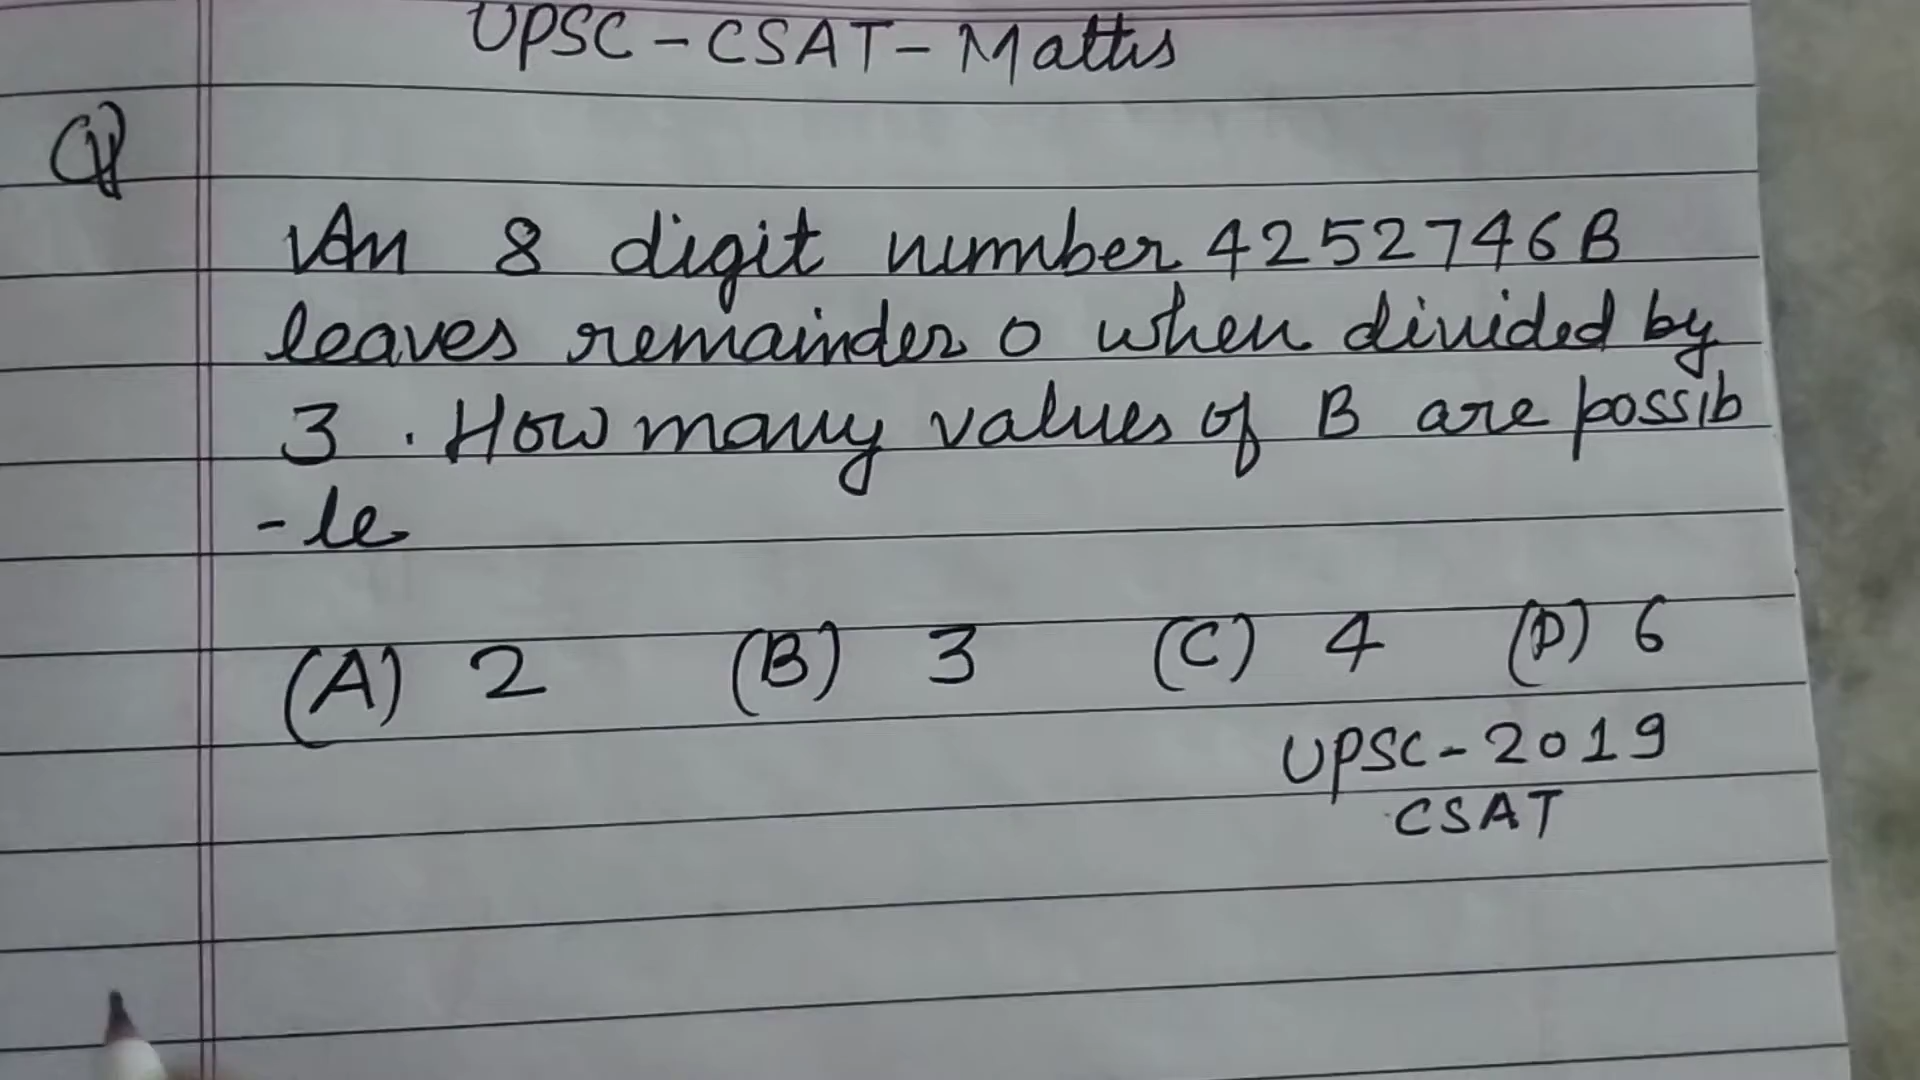 UPSC-CSAT-Maths
Q
An 8 digit number 4252746B
leaves remainder 0 when divided by
3. How many values of B are possib
-le
(A) 2 (B) 3 (C) 4 (D) 6
UPSC-2019
CSAT